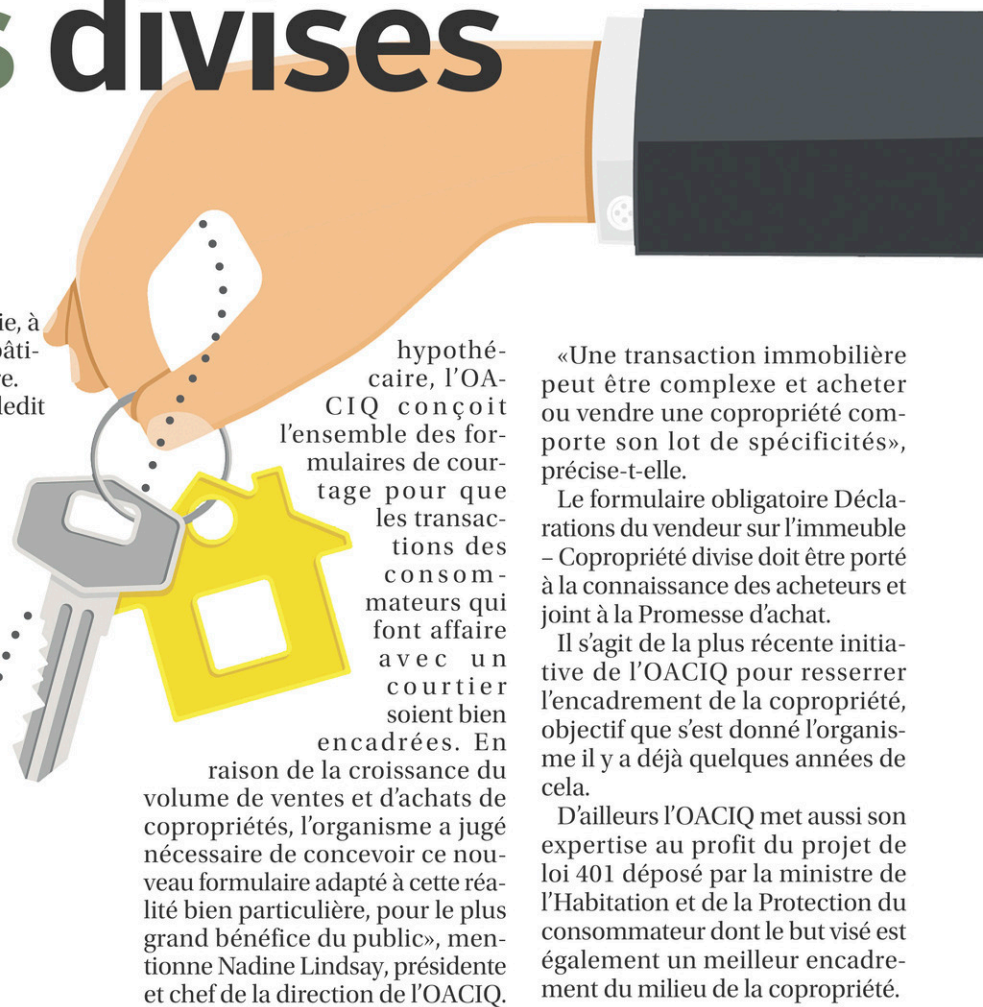 s divises
ie, à
bâti-
re.
ledit
hypothé-
caire, l'OA-
CIQ conçoit
l'ensemble des for-
mulaires de cour-
tage pour que
les transac-
tions des
consom-
mateurs qui
font affaire
avec un
courtier
soient bien
encadrées. En
raison de la croissance du
volume de ventes et d'achats de
copropriétés, l'organisme a jugé
nécessaire de concevoir ce nou-
veau formulaire adapté à cette réa-
lité bien particulière, pour le plus
grand bénéfice du public», men-
tionne Nadine Lindsay, présidente
et chef de la direction de l'OACIQ.
«Une transaction immobilière
peut être complexe et acheter
ou vendre une copropriété com-
porte son lot de spécificités»,
précise-t-elle.
Le formulaire obligatoire Décla-
rations du vendeur sur l'immeuble
– Copropriété divise doit être porté
à la connaissance des acheteurs et
joint à la Promesse d'achat.
Il s'agit de la plus récente initia-
tive de l'OACIQ pour resserrer
l'encadrement de la copropriété,
objectif que s'est donné l'organis-
me il y a déjà quelques années de
cela.
D'ailleurs l'OACIQ met aussi son
expertise au profit du projet de
loi 401 déposé par la ministre de
l'Habitation et de la Protection du
consommateur dont le but visé est
également un meilleur encadre-
ment du milieu de la copropriété.